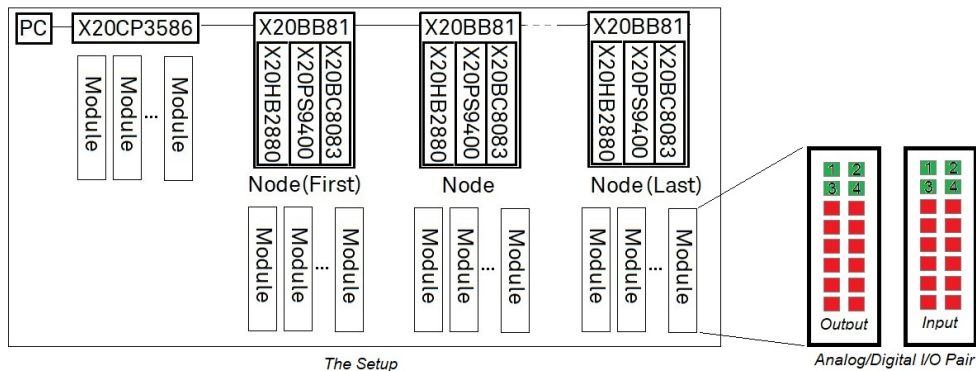 PC
X20CP3586
X20BB81
X20BB81
X20BB81
Module
Module
...
Module
X20HB2880
X20PS9400
X20BC8083
X20HB2880
X20PS9400
X20BC8083
X20HB2880
X20PS9400
X20BC8083
Node(First)
Node
Node(Last)
Module
Module
...
Module
Module
Module
...
Module
Module
Module
...
Module
1 2
3 4
Output
1 2
3 4
Input
The Setup
Analog/Digital I/O Pair